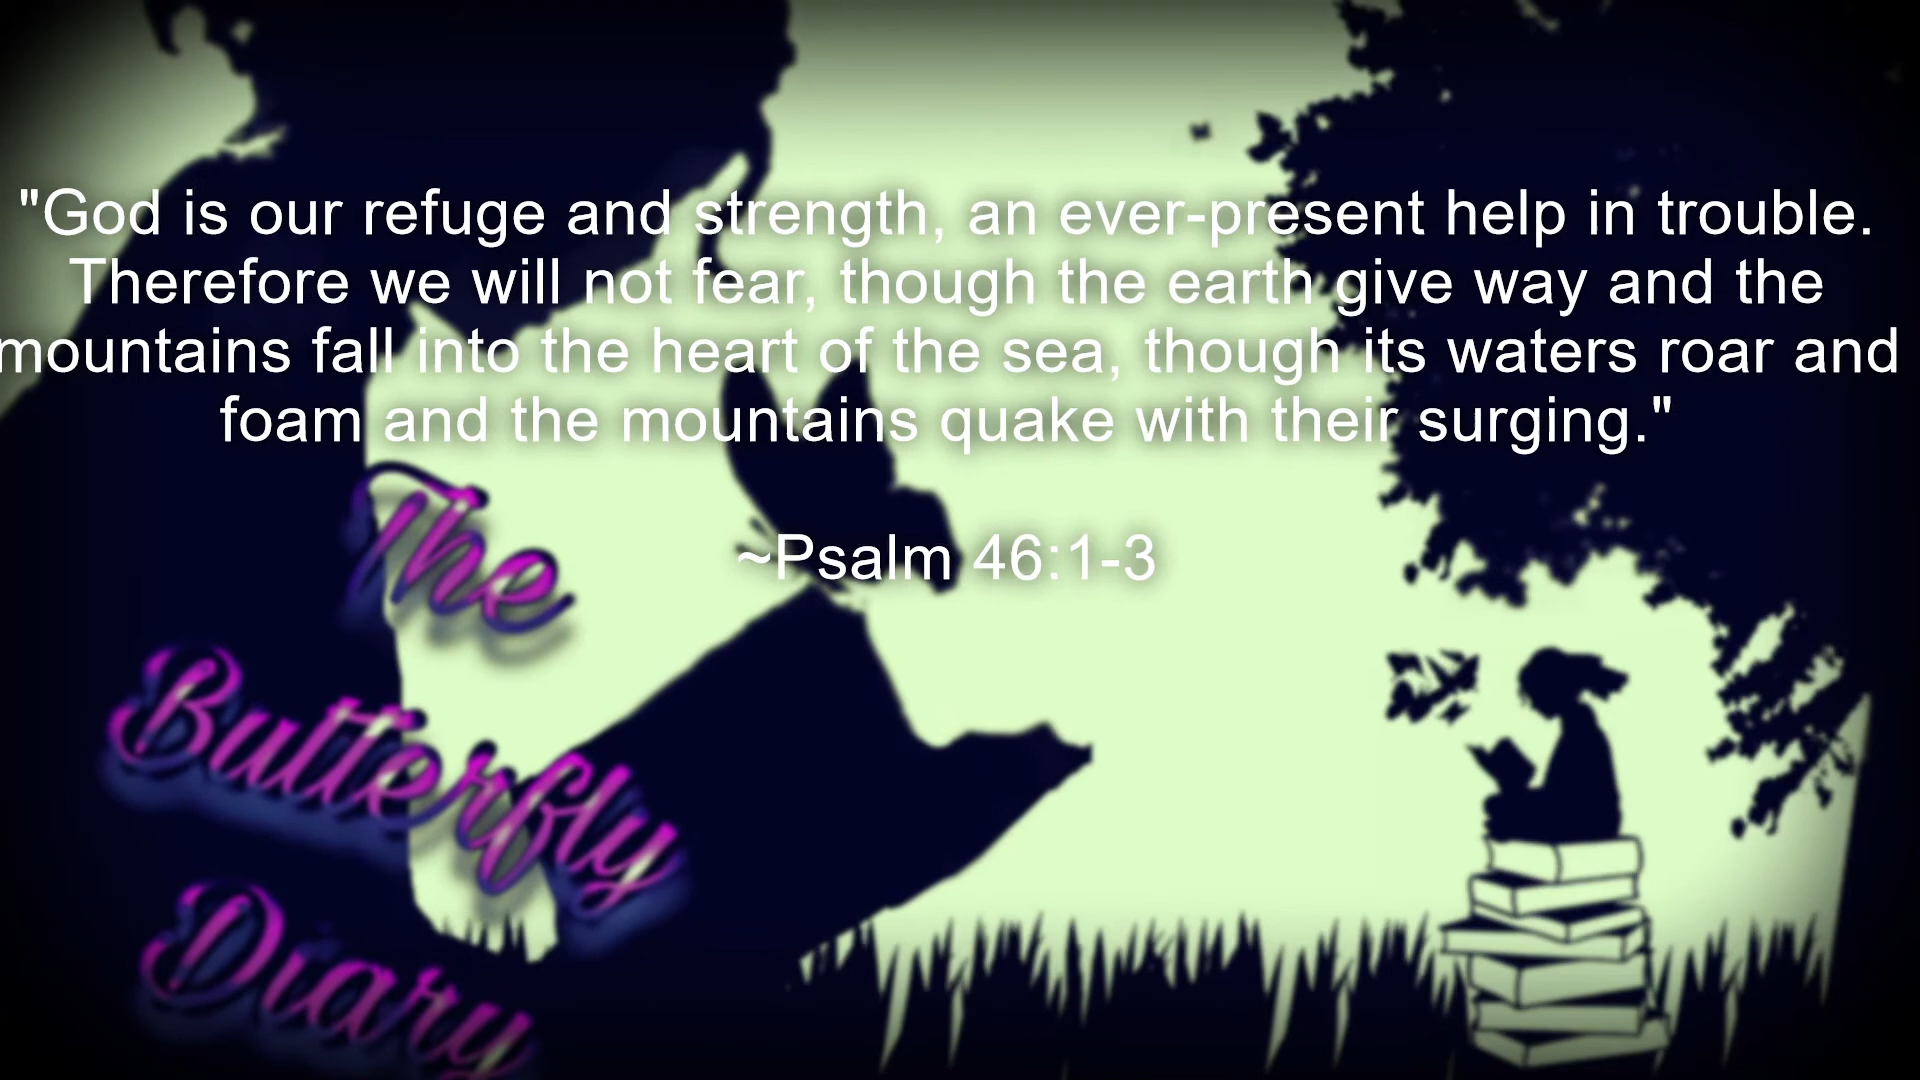 "God is our refuge and strength, an ever-present help in trouble.
Therefore we will not fear, though the earth give way and the
mountains fall into the heart of the sea, though its waters roar and
foam and the mountains quake with their surging."
~Psalm 46:1-3
The
Butterfly
Diary